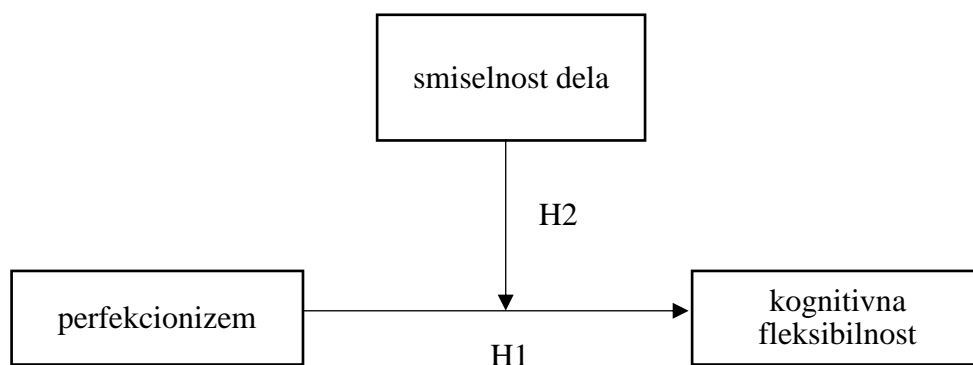 smiselnost dela
H2
perfekcionizem
kognitivna
fleksibilnost
H1